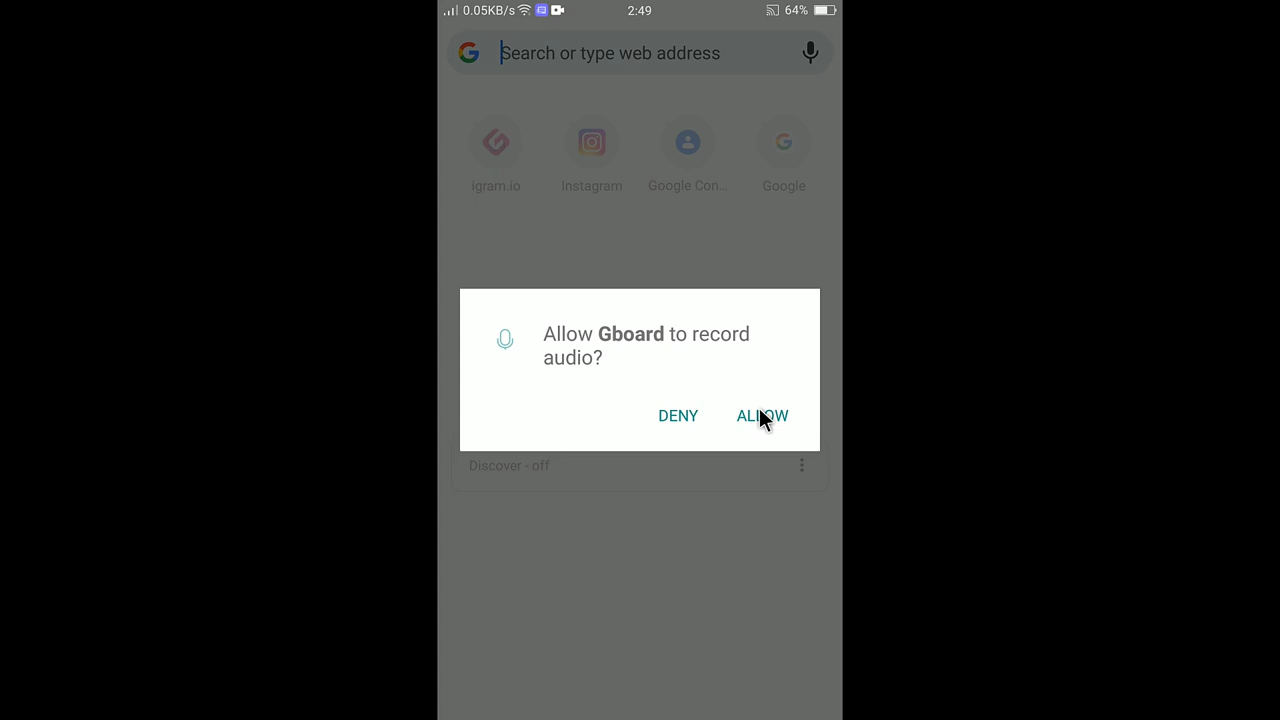 0.05KB/s 2:49 64%
Search or type web address
igram.io Instagram Google Con... Google
Allow Gboard to record
audio?
DENY ALLOW
Discover - off